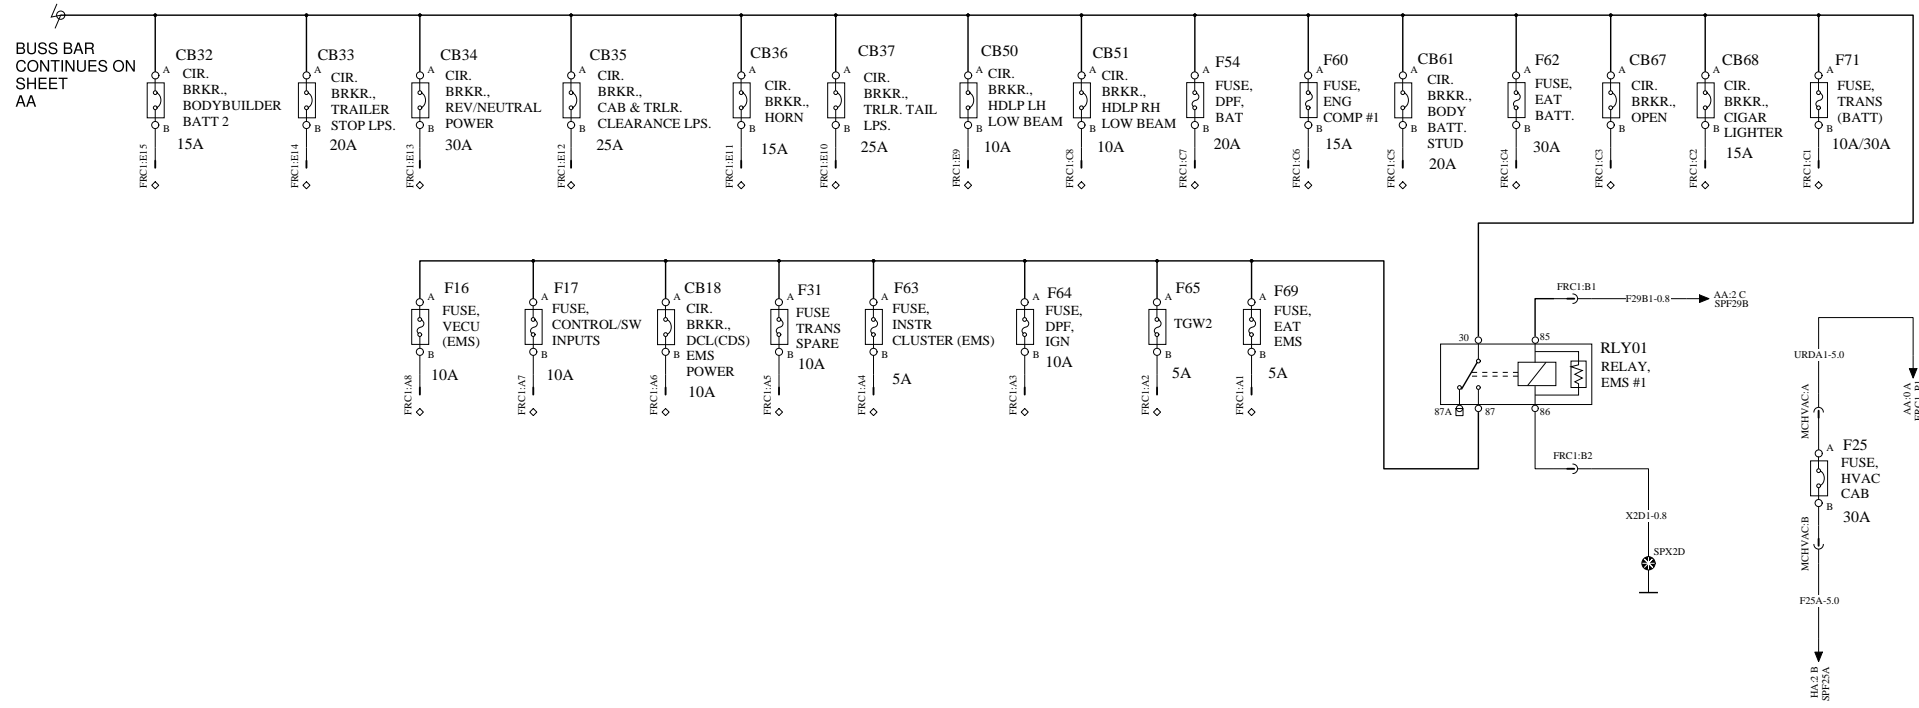 BUSS BAR
CONTINUES ON
SHEET
AA
CB32
A
CIR.
BRKR.,
BODYBUILDER
BATT 2
B
15A
FRC1:E15
CB33
A
CIR.
BRKR.,
TRAILER
STOP LPS.
B
20A
FRC1:E14
CB34
A
CIR.
BRKR.,
REV/NEUTRAL
POWER
B
30A
FRC1:E13
CB35
A
CIR.
BRKR.,
CAB & TRLR.
CLEARANCE LPS.
B
25A
FRC1:E12
CB36
A
CIR.
BRKR.,
HORN
B
15A
FRC1:E11
CB37
A
CIR.
BRKR.,
TRLR. TAIL
LPS.
B
25A
FRC1:E10
CB50
A
CIR.
BRKR.,
HDLP LH
LOW BEAM
B
10A
FRC1:E9
CB51
A
CIR.
BRKR.,
HDLP RH
LOW BEAM
B
10A
FRC1:C8
F54
A
FUSE,
DPF,
BAT
B
20A
FRC1:C7
F60
A
FUSE,
ENG
COMP #1
B
15A
FRC1:C6
CB61
A
CIR.
BRKR.,
BODY
BATT.
STUD
B
20A
FRC1:C5
F62
A
FUSE,
EAT
BATT.
B
30A
FRC1:C4
CB67
A
CIR.
BRKR.,
OPEN
B
FRC1:C3
CB68
A
CIR.
BRKR.,
CIGAR
LIGHTER
B
15A
FRC1:C2
F71
A
FUSE,
TRANS
(BATT)
B
10A/30A
FRC1:C1
F16
A
FUSE,
VECU
(EMS)
B
10A
FRC1:A8
F17
A
FUSE,
CONTROL/SW
INPUTS
B
10A
FRC1:A7
CB18
A
CIR.
BRKR.,
DCL(CDS)
EMS
POWER
B
10A
FRC1:A6
F31
A
FUSE
TRANS
SPARE
B
10A
FRC1:A5
F63
A
FUSE,
INSTR
CLUSTER (EMS)
B
5A
FRC1:A4
F64
A
FUSE,
DPF,
IGN
B
10A
FRC1:A3
F65
A
TGW2
B
5A
FRC1:A2
F69
A
FUSE,
EAT
EMS
B
5A
FRC1:A1
FRC1:B1
F29B1-0.8
AA:2 C
SPF29B
30
85
RLY01
RELAY,
EMS #1
87A
87
86
FRC1:B2
X2D1-0.8
SPX2D
URDA1-5.0
AA:0 A
FRC1-B1
MCHVAC:A
A
F25
FUSE,
HVAC
CAB
B
30A
MCHVAC:B
F25A-5.0
HA:2 B
SPF25A